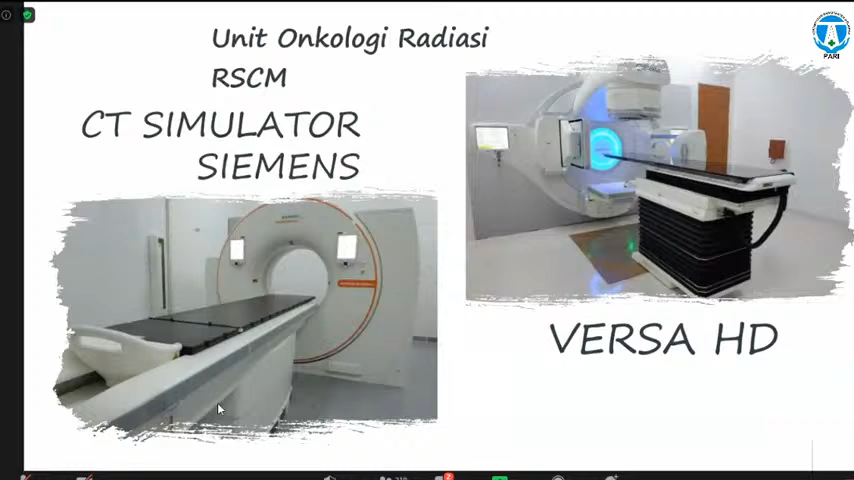 Unit Onkologi Radiasi
RSCM
CT SIMULATOR
SIEMENS
VERSA HD
PARI